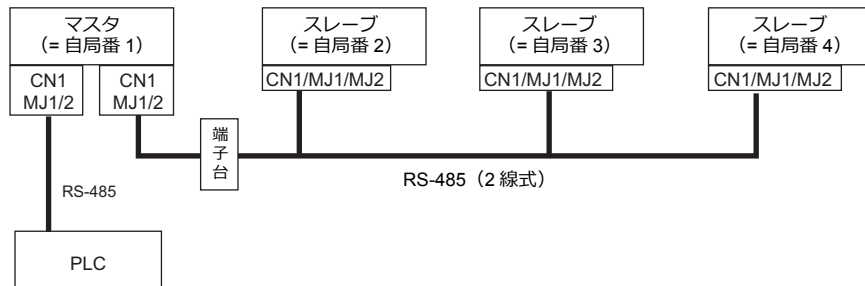 マスタ
(= 自局番 1)
スレーブ
(= 自局番 2)
スレーブ
(= 自局番 3)
スレーブ
(= 自局番 4)
CN1
MJ1/2
CN1
MJ1/2
CN1/MJ1/MJ2
CN1/MJ1/MJ2
CN1/MJ1/MJ2
端
子
台
RS-485（2 線式）
RS-485
PLC